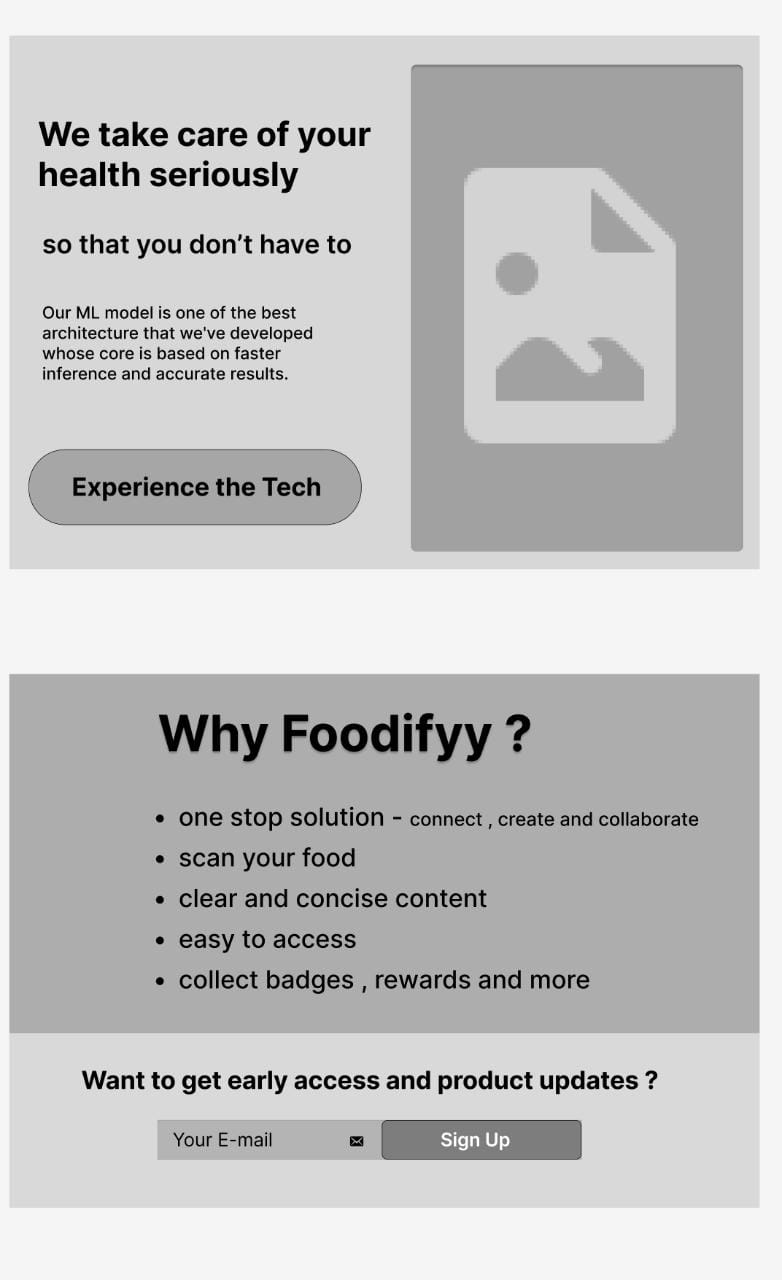 We take care of your
health seriously
so that you don’t have to
Our ML model is one of the best
architecture that we've developed
whose core is based on faster
inference and accurate results.
Experience the Tech
Why Foodifyy ?
• one stop solution - connect , create and collaborate
• scan your food
• clear and concise content
• easy to access
• collect badges , rewards and more
Want to get early access and product updates ?
Your E-mail
Sign Up